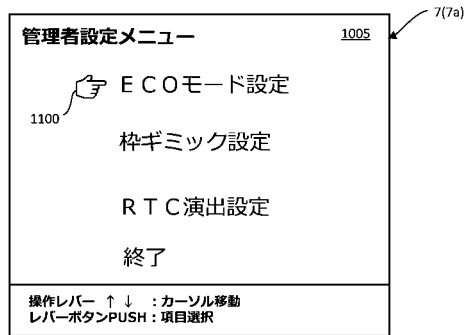 7(7a)
管理者設定メニュー 1005
ECOモード設定
1100
枠ギミック設定
RTC演出設定
終了
操作レバー ↑↓ :カーソル移動
レバーボタンPUSH:項目選択